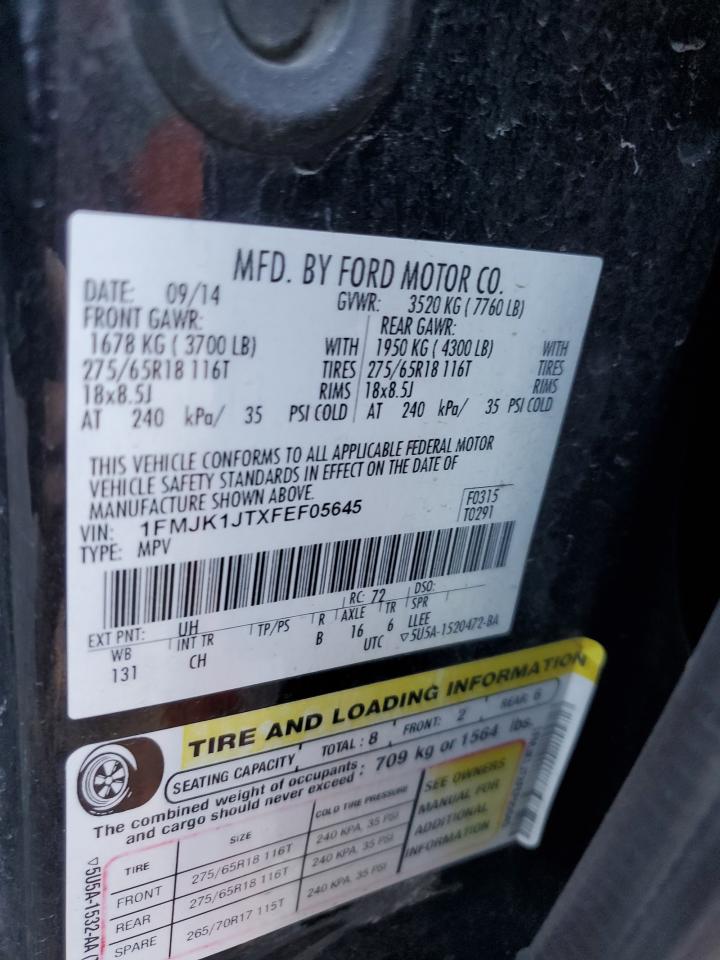 MFD. BY FORD MOTOR CO.
DATE: 09/14 GVWR: 3520 KG ( 7760 LB)
FRONT GAWR: REAR GAWR:
1678 KG ( 3700 LB) WITH 1950 KG ( 4300 LB) WITH
275/65R18 116T TIRES 275/65R18 116T TIRES
18x8.5J RIMS 18x8.5J RIMS
AT 240 kPa/ 35 PSI COLD AT 240 kPa/ 35 PSI COLD
THIS VEHICLE CONFORMS TO ALL APPLICABLE FEDERAL MOTOR
VEHICLE SAFETY STANDARDS IN EFFECT ON THE DATE OF
MANUFACTURE SHOWN ABOVE.
VIN: 1FMJK1JTXFEF05645 F0315
TYPE: MPV T0291
EXT PNT: UH RC: 72 DSO:
WB INT TR TP/PS R AXLE TR SPR
131 CH B 16 6 LLEE
UTC ▽5U5A-1520472-BA
TIRE AND LOADING INFORMATION
SEATING CAPACITY TOTAL : 8 FRONT: 2 REAR: 6
The combined weight of occupants
and cargo should never exceed : 709 kg or 1564 lbs.
TIRE SIZE COLD TIRE PRESSURE
FRONT 275/65R18 116T 240 KPA, 35 PSI
REAR 275/65R18 116T 240 KPA, 35 PSI
SPARE 265/70R17 115T 240 KPA, 35 PSI
SEE OWNERS
MANUAL FOR
ADDITIONAL
INFORMATION
▽5U5A-1532-AA